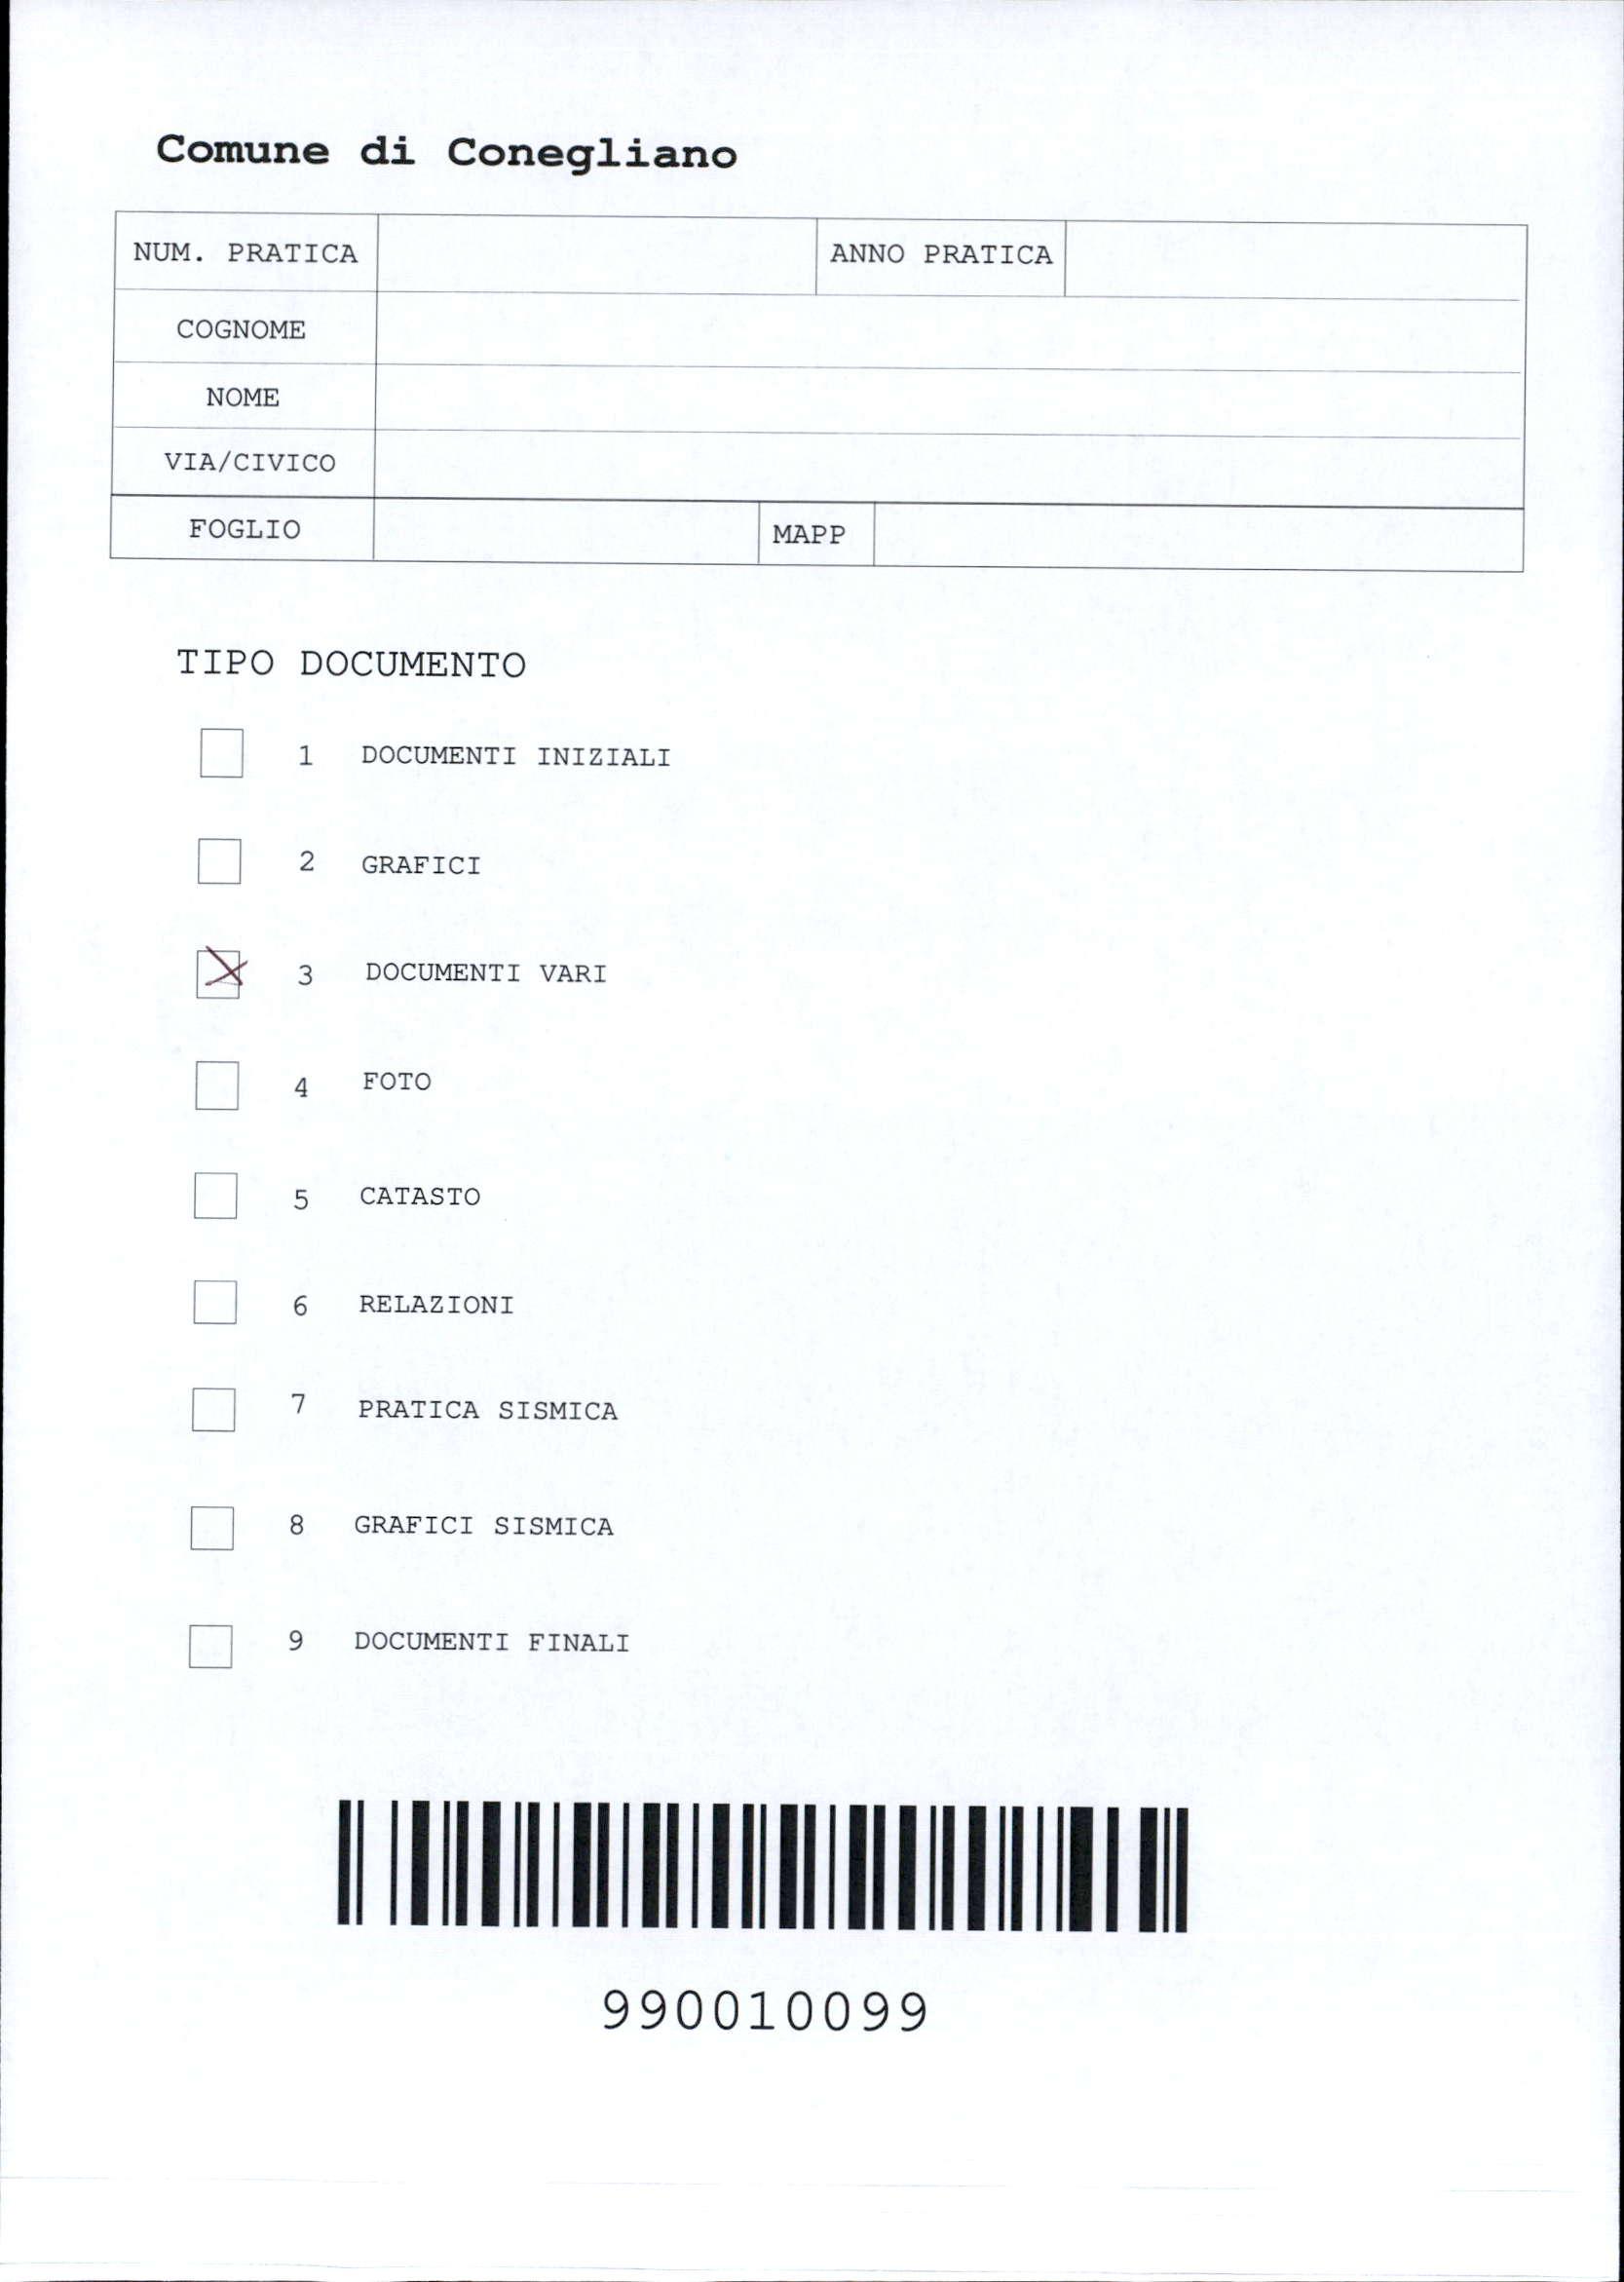 Comune di Conegliano
NUM. PRATICA ANNO PRATICA
COGNOME
NOME
VIA/CIVICO
FOGLIO MAPP
TIPO DOCUMENTO
1 DOCUMENTI INIZIALI
2 GRAFICI
3 DOCUMENTI VARI
4 FOTO
5 CATASTO
6 RELAZIONI
7 PRATICA SISMICA
8 GRAFICI SISMICA
9 DOCUMENTI FINALI
990010099